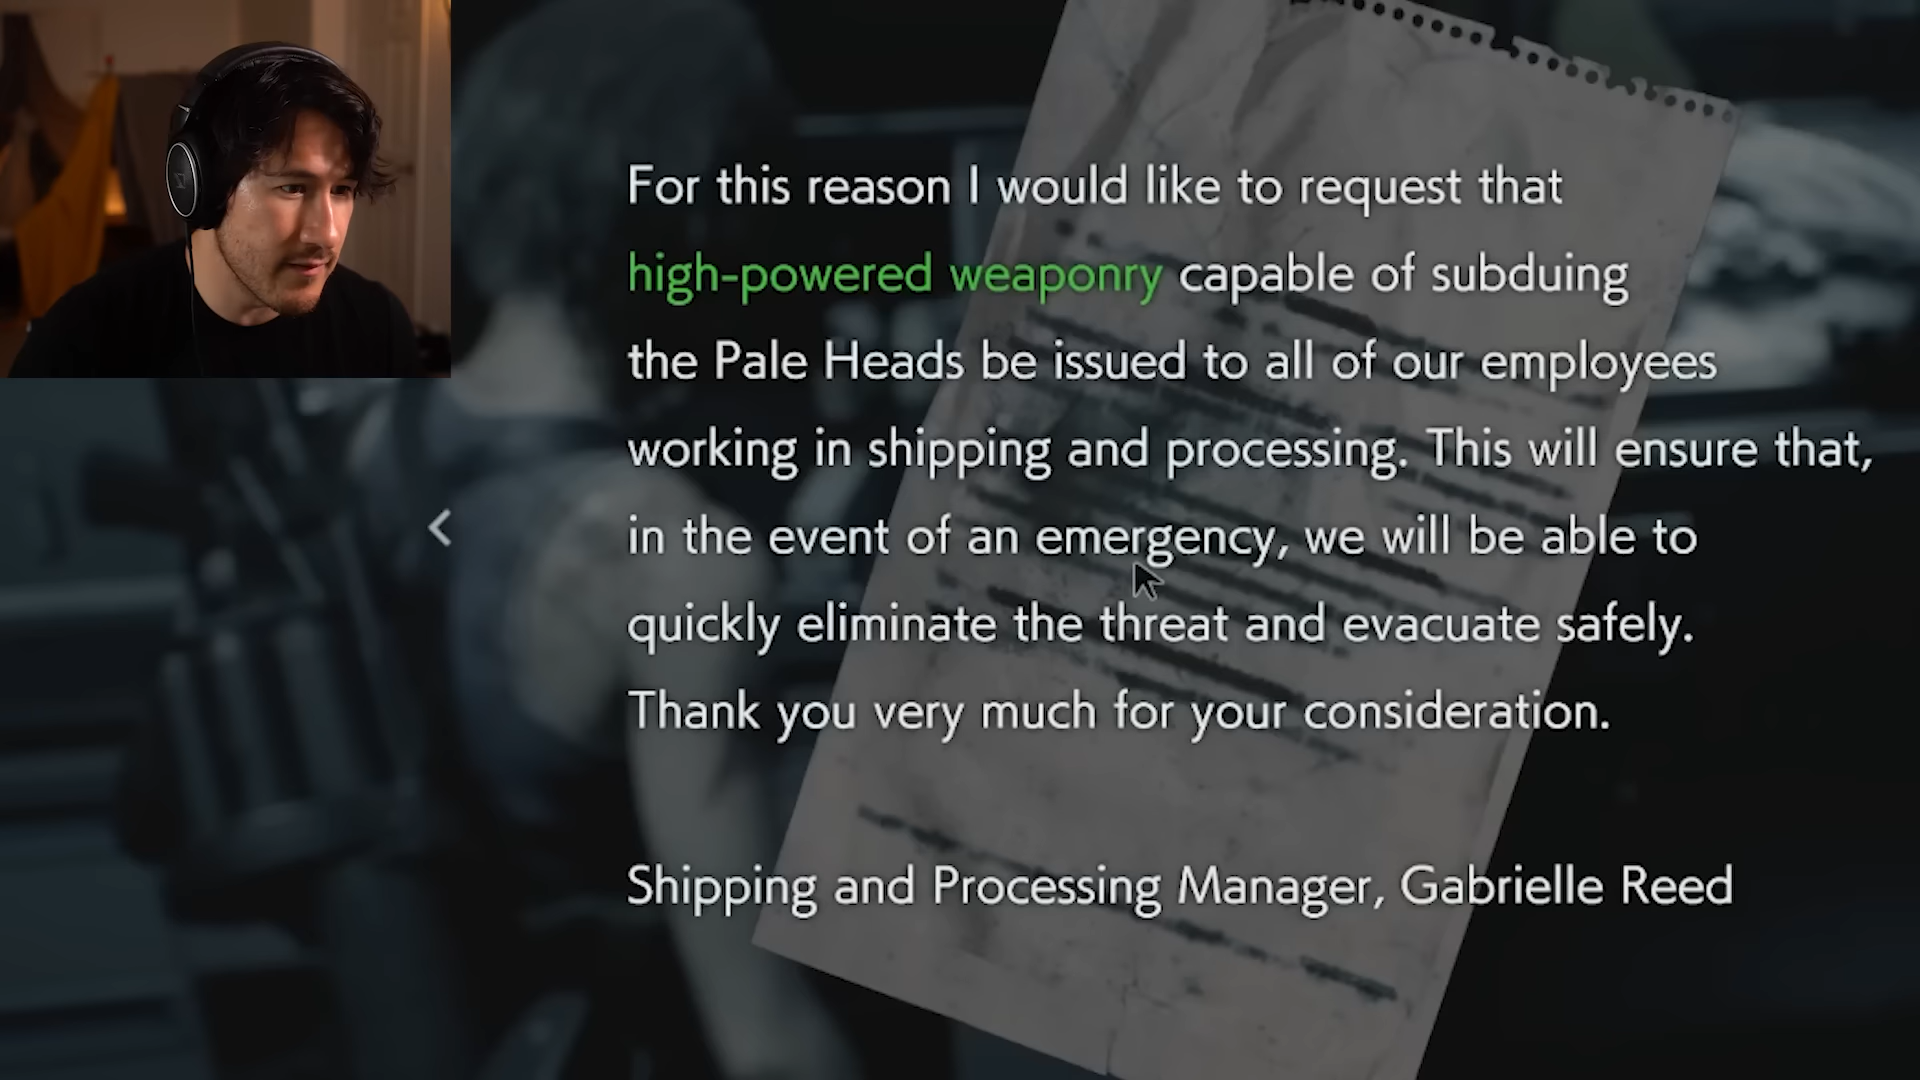 For this reason I would like to request that
high-powered weaponry capable of subduing
the Pale Heads be issued to all of our employees
working in shipping and processing. This will ensure that,
in the event of an emergency, we will be able to
quickly eliminate the threat and evacuate safely.
Thank you very much for your consideration.
Shipping and Processing Manager, Gabrielle Reed